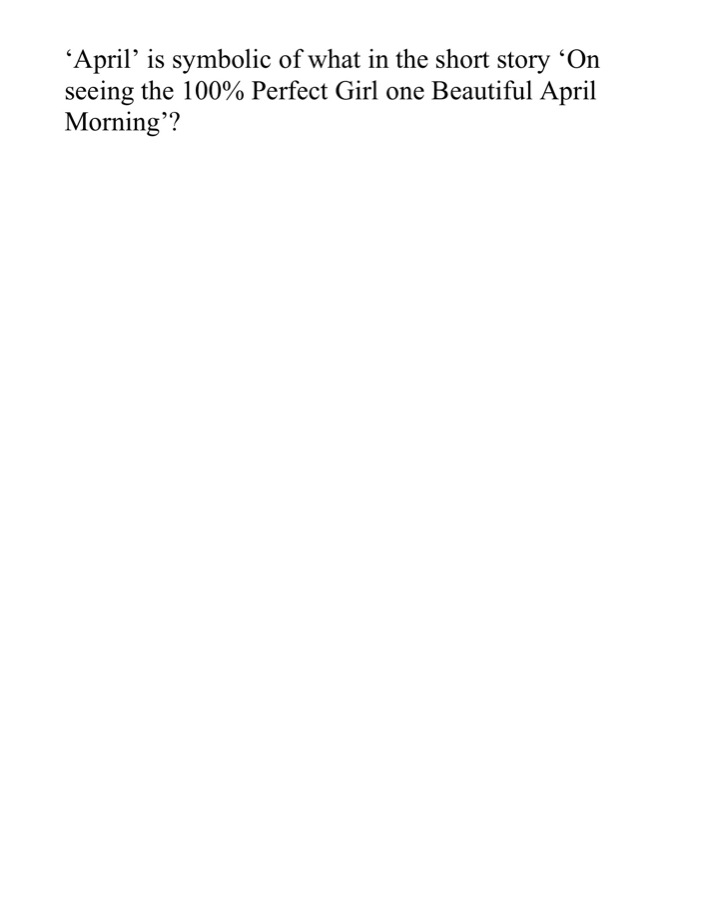 ‘April’ is symbolic of what in the short story ‘On
seeing the 100% Perfect Girl one Beautiful April
Morning’?